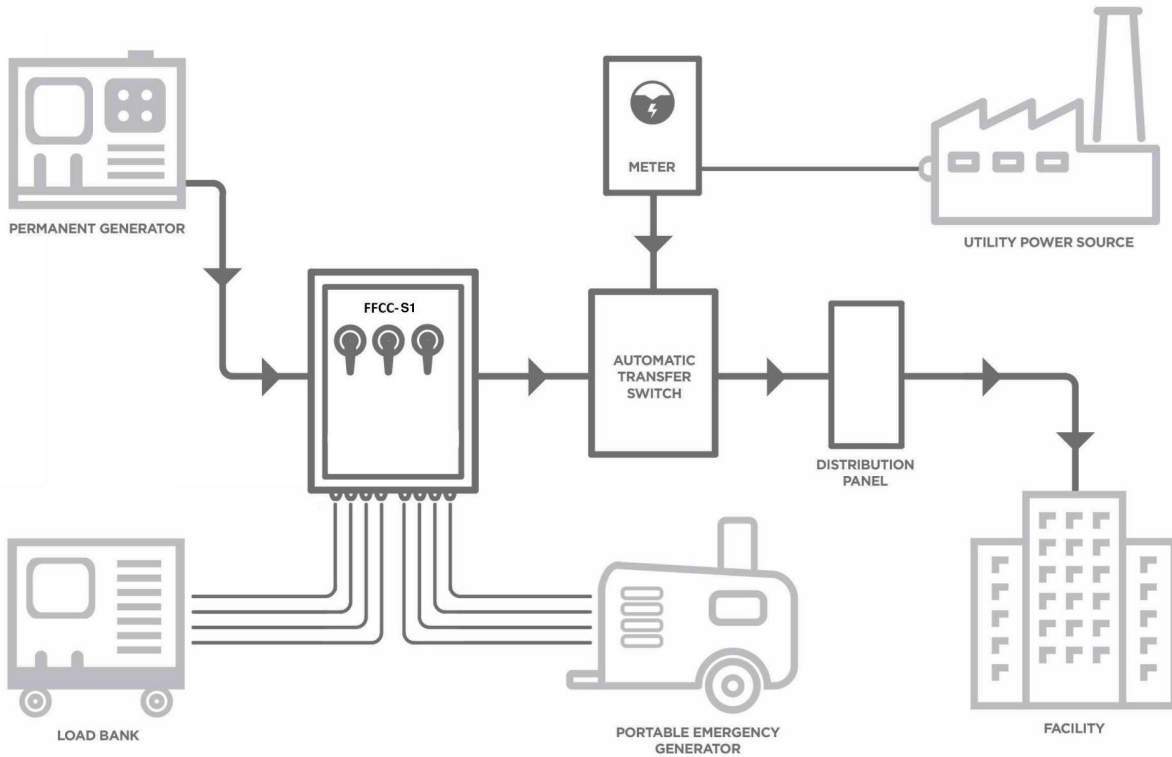 METER
PERMANENT GENERATOR
UTILITY POWER SOURCE
FFCC-S1
AUTOMATIC
TRANSFER
SWITCH
DISTRIBUTION
PANEL
LOAD BANK
PORTABLE EMERGENCY
GENERATOR
FACILITY